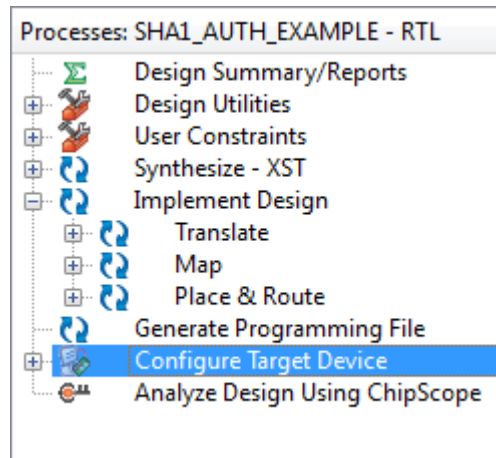 Processes: SHA1_AUTH_EXAMPLE - RTL
Design Summary/Reports
Design Utilities
User Constraints
Synthesize - XST
Implement Design
Translate
Map
Place & Route
Generate Programming File
Configure Target Device
Analyze Design Using ChipScope